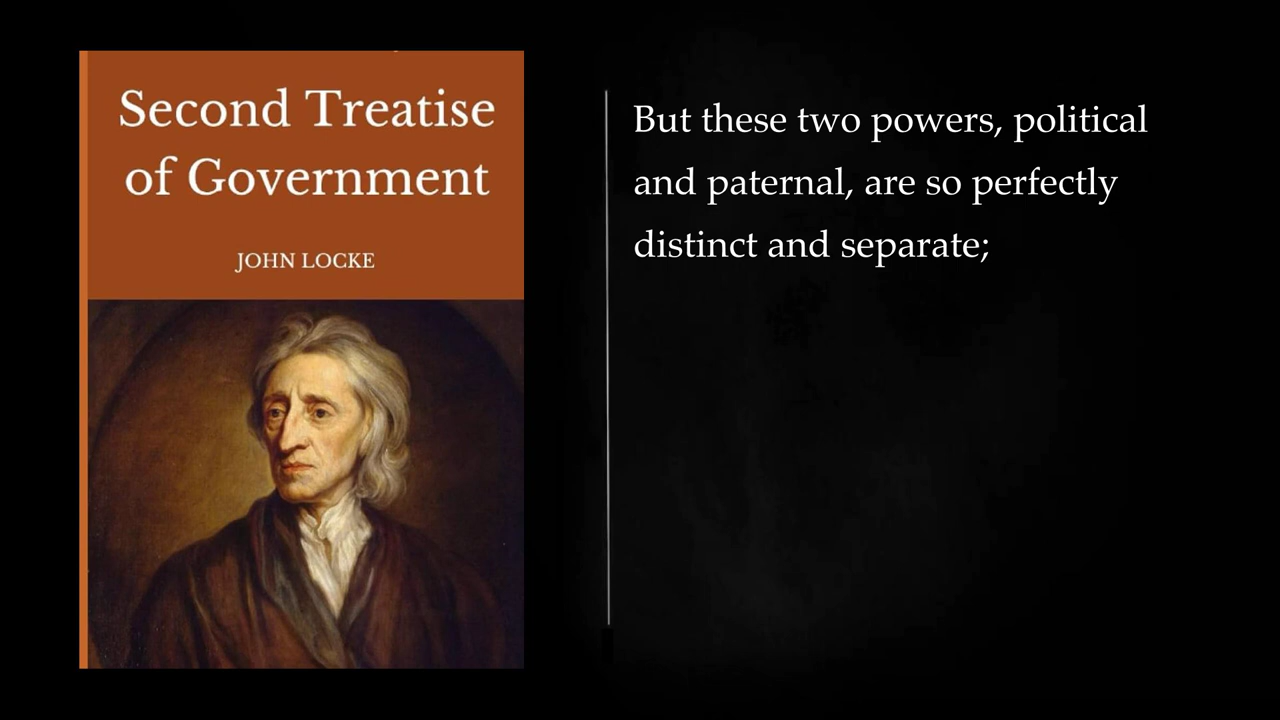 Second Treatise
of Government
JOHN LOCKE
But these two powers, political
and paternal, are so perfectly
distinct and separate;